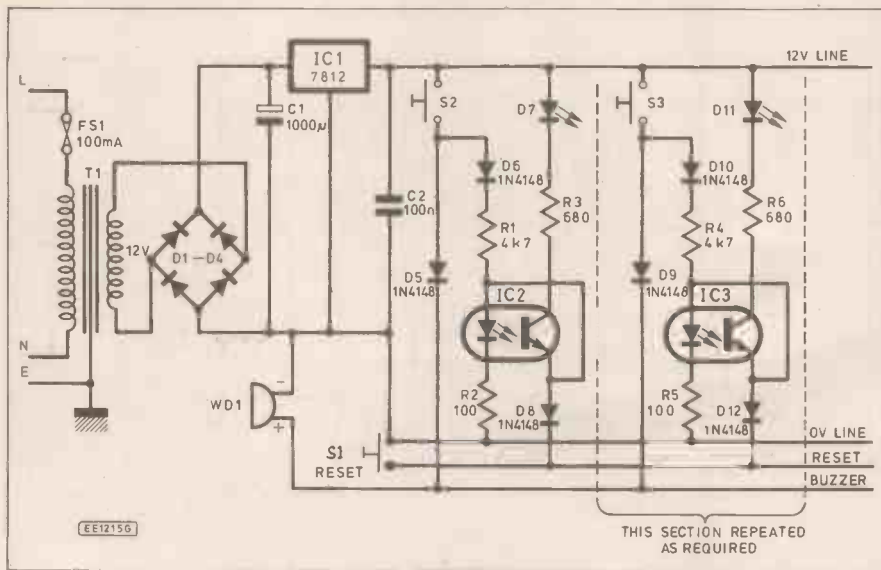 L
FS1
100mA
T1
N
E
12V
D1—D4
IC1
7812
C1
1000µ
C2
100n
WD1
-
+
S1
RESET
S2
D5
1N4148
D6
1N4148
R1
4k7
D7
R3
680
IC2
R2
100
D8
1N4148
S3
D9
1N4148
D10
1N4148
R4
4k7
D11
R6
680
IC3
R5
100
D12
1N4148
12V LINE
0V LINE
RESET
BUZZER
THIS SECTION REPEATED
AS REQUIRED
EE1215G